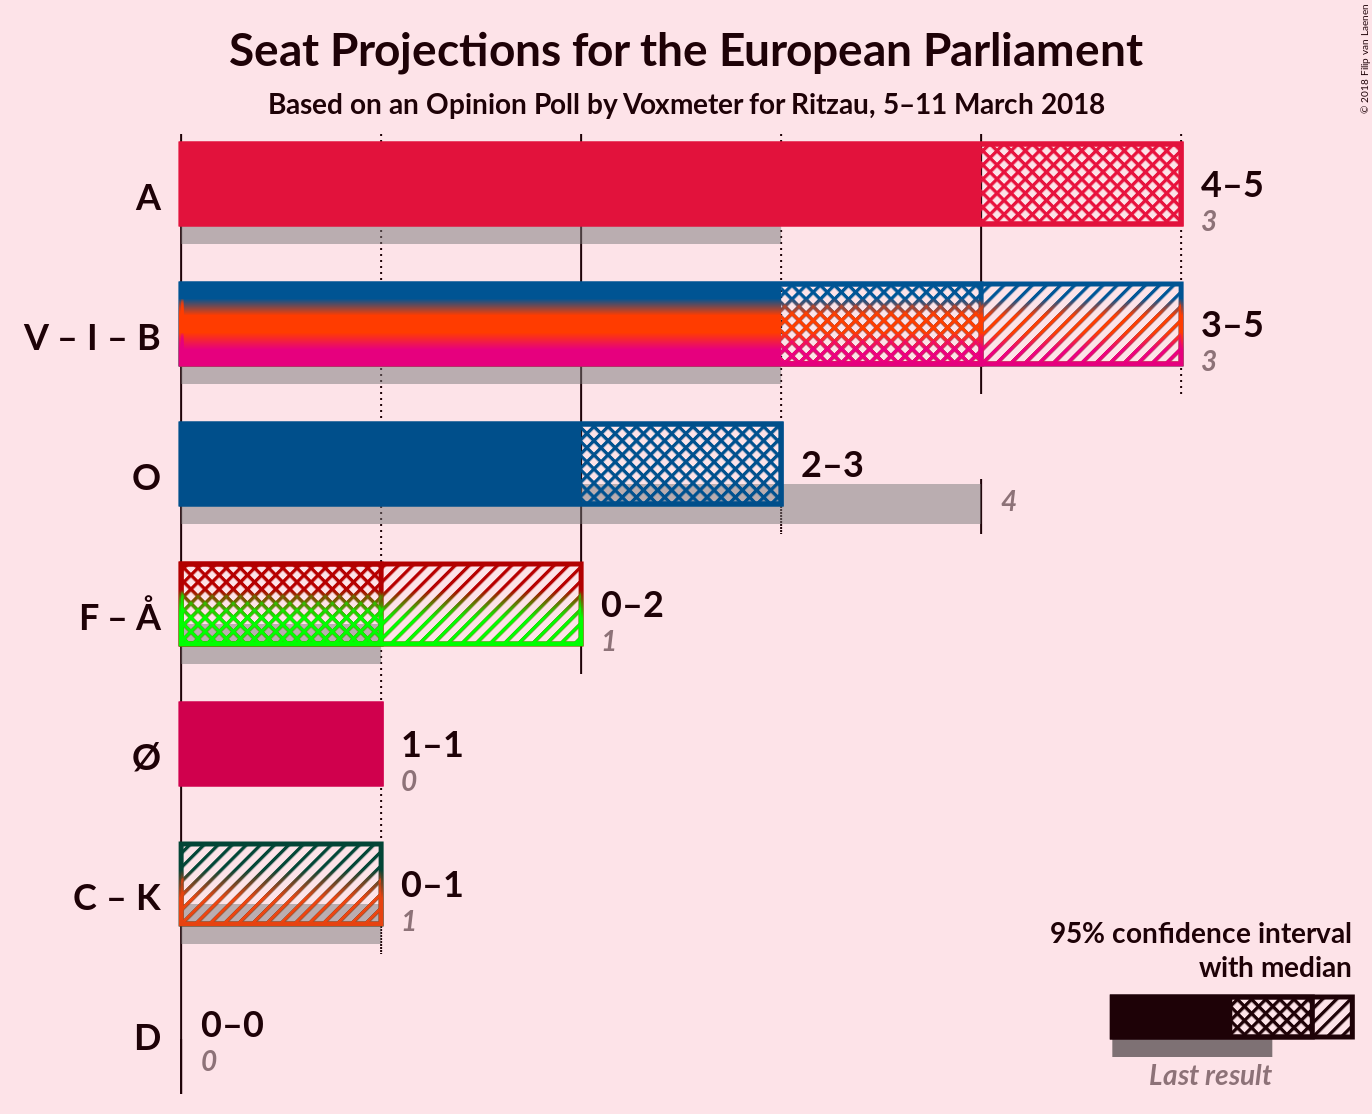 Seat Projections for the European Parliament
Based on an Opinion Poll by Voxmeter for Ritzau, 5–11 March 2018
© 2018 Filip van Laenen
A
4–5
3
V – I – B
3–5
3
O
2–3
4
F – Å
0–2
1
Ø
1–1
0
C – K
0–1
1
D
0–0
0
95% confidence interval
with median
Last result